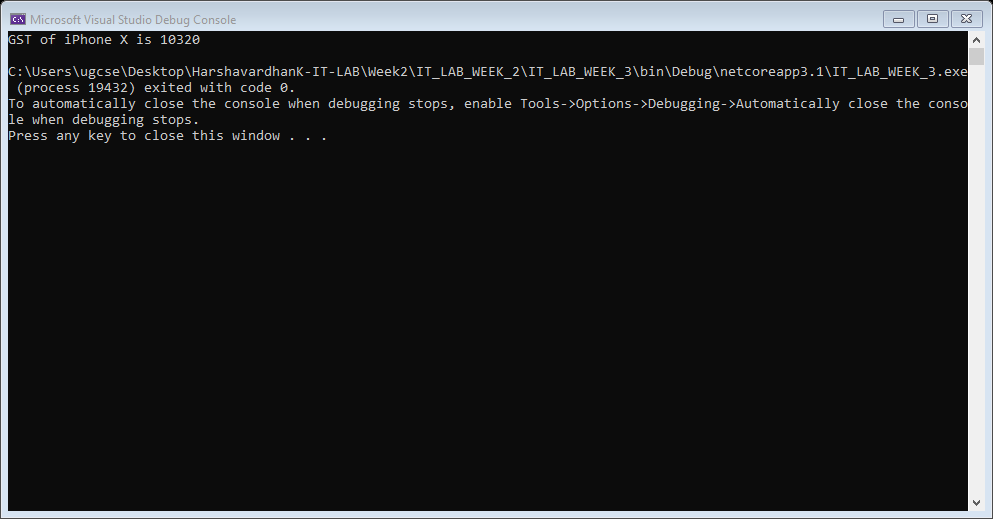 Microsoft Visual Studio Debug Console
GST of iPhone X is 10320
C:\Users\ugcse\Desktop\HarshavardhanK-IT-LAB\Week2\IT_LAB_WEEK_2\IT_LAB_WEEK_3\bin\Debug\netcoreapp3.1\IT_LAB_WEEK_3.exe
(process 19432) exited with code 0.
To automatically close the console when debugging stops, enable Tools->Options->Debugging->Automatically close the conso
le when debugging stops.
Press any key to close this window . . .